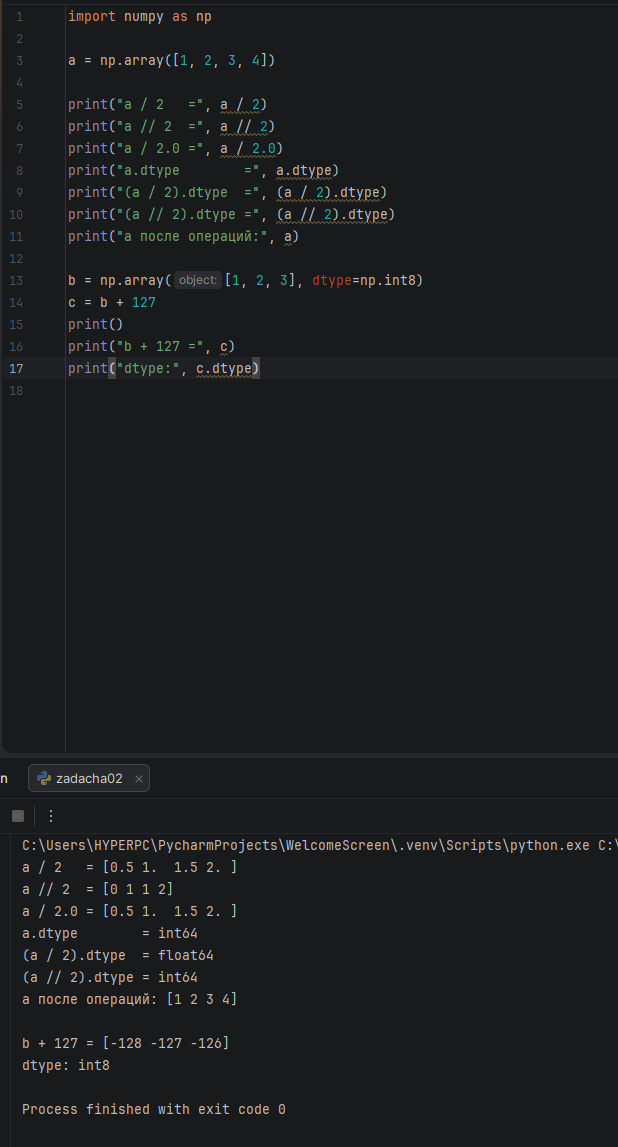 1 import numpy as np
2
3 a = np.array([1, 2, 3, 4])
4
5 print("a / 2   =", a / 2)
6 print("a // 2  =", a // 2)
7 print("a / 2.0 =", a / 2.0)
8 print("a.dtype        =", a.dtype)
9 print("(a / 2).dtype  =", (a / 2).dtype)
10 print("(a // 2).dtype =", (a // 2).dtype)
11 print("a после операций:", a)
12
13 b = np.array( object: [1, 2, 3], dtype=np.int8)
14 c = b + 127
15 print()
16 print("b + 127 =", c)
17 print("dtype:", c.dtype)
18
n
zadacha02 ×
C:\Users\HYPERPC\PycharmProjects\WelcomeScreen\.venv\Scripts\python.exe C:\
a / 2   = [0.5 1.  1.5 2. ]
a // 2  = [0 1 1 2]
a / 2.0 = [0.5 1.  1.5 2. ]
a.dtype        = int64
(a / 2).dtype  = float64
(a // 2).dtype = int64
a после операций: [1 2 3 4]

b + 127 = [-128 -127 -126]
dtype: int8

Process finished with exit code 0